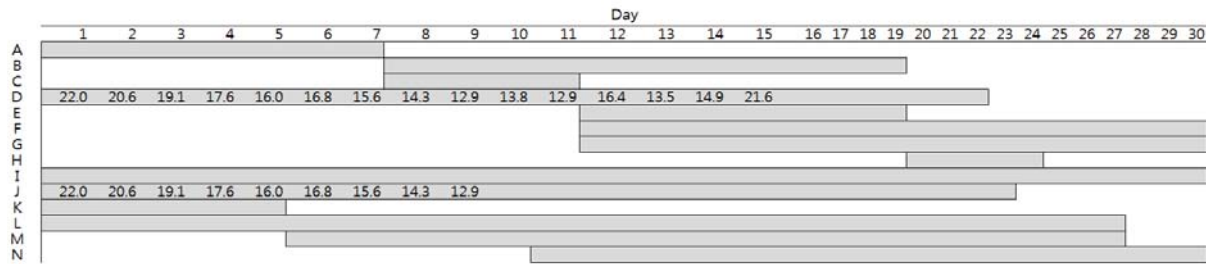 Day
1 2 3 4 5 6 7 8 9 10 11 12 13 14 15 16 17 18 19 20 21 22 23 24 25 26 27 28 29 30
A
B
C
D 22.0 20.6 19.1 17.6 16.0 16.8 15.6 14.3 12.9 13.8 12.9 16.4 13.5 14.9 21.6
E
F
G
H
I
J 22.0 20.6 19.1 17.6 16.0 16.8 15.6 14.3 12.9
K
L
M
N